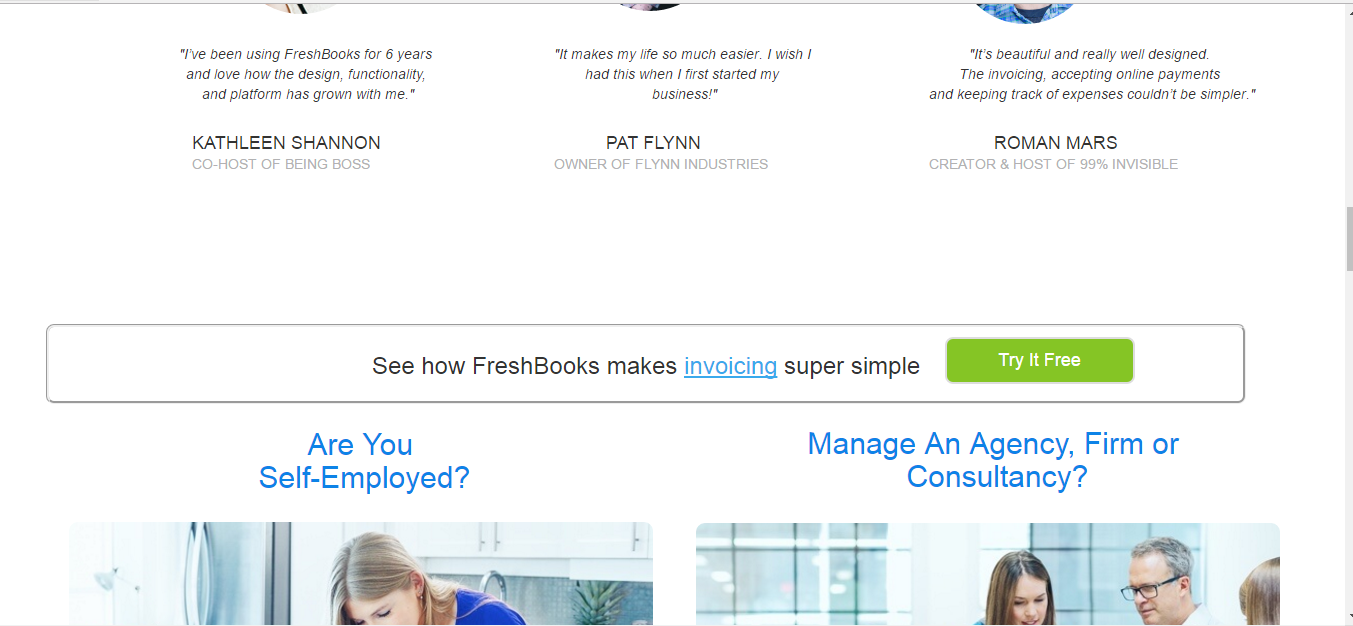 "I've been using FreshBooks for 6 years
and love how the design, functionality,
and platform has grown with me."
KATHLEEN SHANNON
CO-HOST OF BEING BOSS
"It makes my life so much easier. I wish I
had this when I first started my
business!"
PAT FLYNN
OWNER OF FLYNN INDUSTRIES
"It's beautiful and really well designed.
The invoicing, accepting online payments
and keeping track of expenses couldn't be simpler."
ROMAN MARS
CREATOR & HOST OF 99% INVISIBLE
See how FreshBooks makes invoicing super simple
Try It Free
Are You
Self-Employed?
Manage An Agency, Firm or
Consultancy?